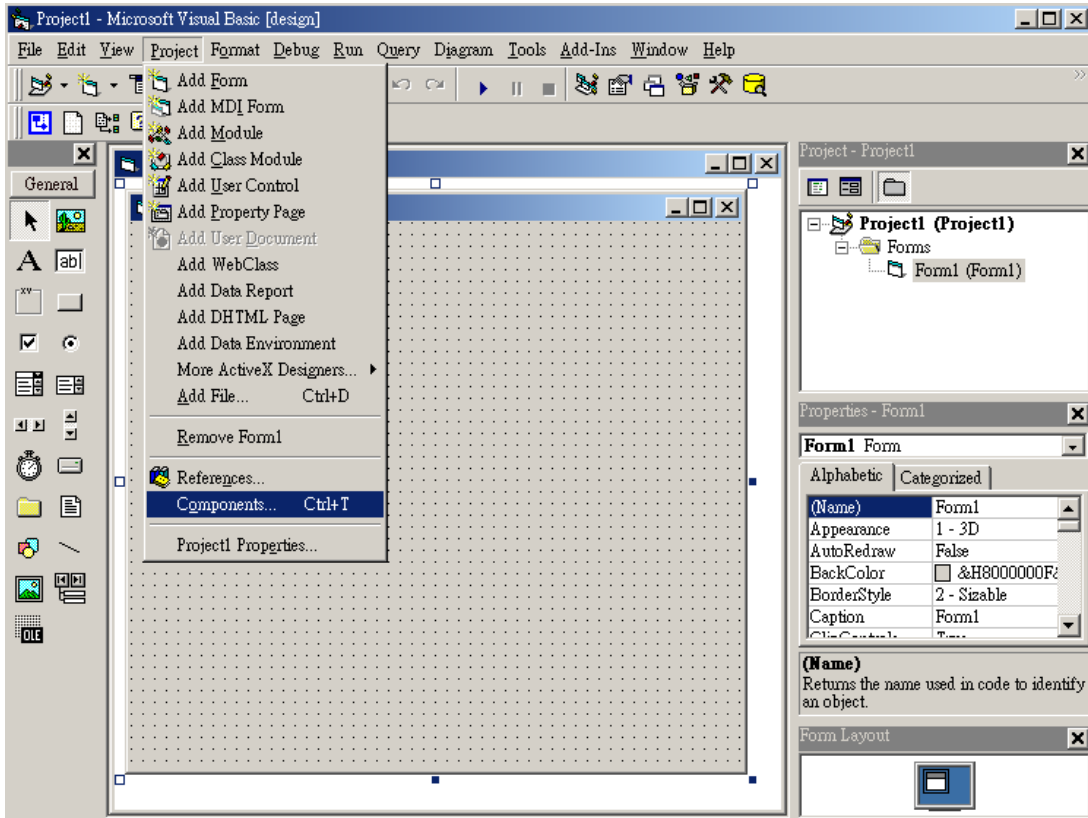 Project1 - Microsoft Visual Basic [design]
File Edit View Project Format Debug Run Query Diagram Tools Add-Ins Window Help
General
A
ab
XY
OLE
Add Form
Add MDI Form
Add Module
Add Class Module
Add User Control
Add Property Page
Add User Document
Add WebClass
Add Data Report
Add DHTML Page
Add Data Environment
More ActiveX Designers...
Add File... Ctrl+D
Remove Form1
References...
Components... Ctrl+T
Project1 Properties...
Project - Project1
Project1 (Project1)
Forms
Form1 (Form1)
Properties - Form1
Form1 Form
Alphabetic Categorized
(Name) Form1
Appearance 1 - 3D
AutoRedraw False
BackColor &H8000000F&
BorderStyle 2 - Sizable
Caption Form1
(Name)
Returns the name used in code to identify
an object.
Form Layout